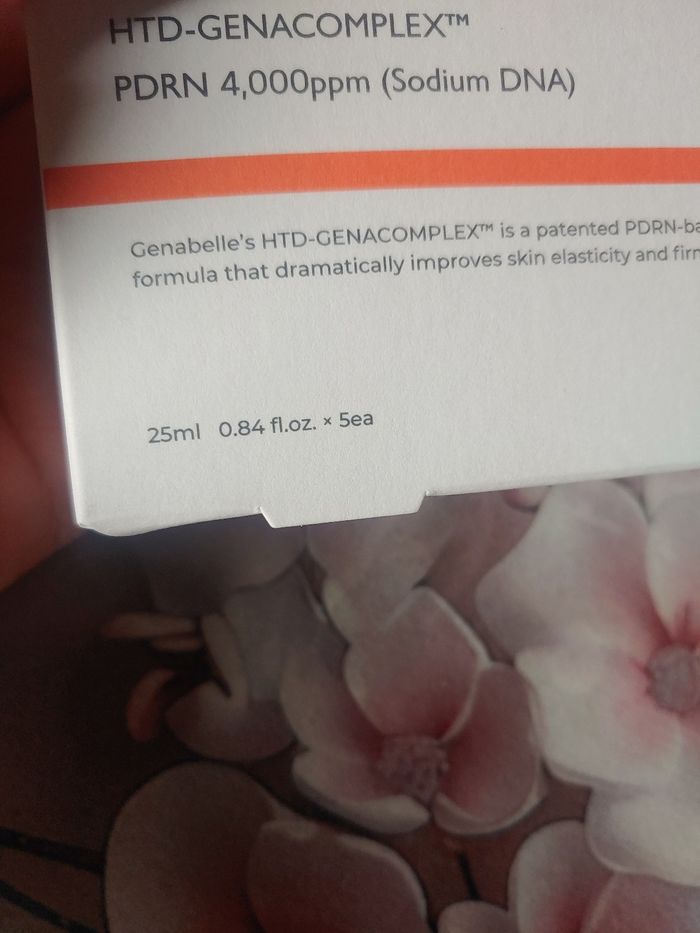 HTD-GENACOMPLEX™
PDRN 4,000ppm (Sodium DNA)
Genabelle's HTD-GENACOMPLEX™ is a patented
formula that dramatically improves skin elasticity and
25ml 0.84 fl.oz. × 5ea